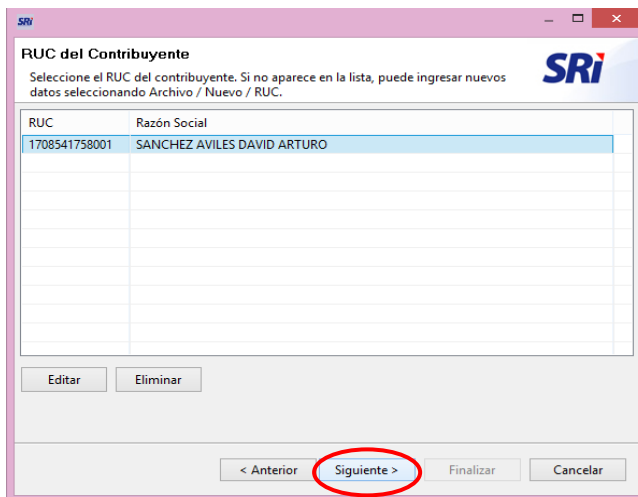 SRi
RUC del Contribuyente
Seleccione el RUC del contribuyente. Si no aparece en la lista, puede ingresar nuevos
datos seleccionando Archivo / Nuevo / RUC.
SRi
RUC Razón Social
1708541758001 SANCHEZ AVILES DAVID ARTURO
Editar Eliminar
< Anterior Siguiente > Finalizar Cancelar